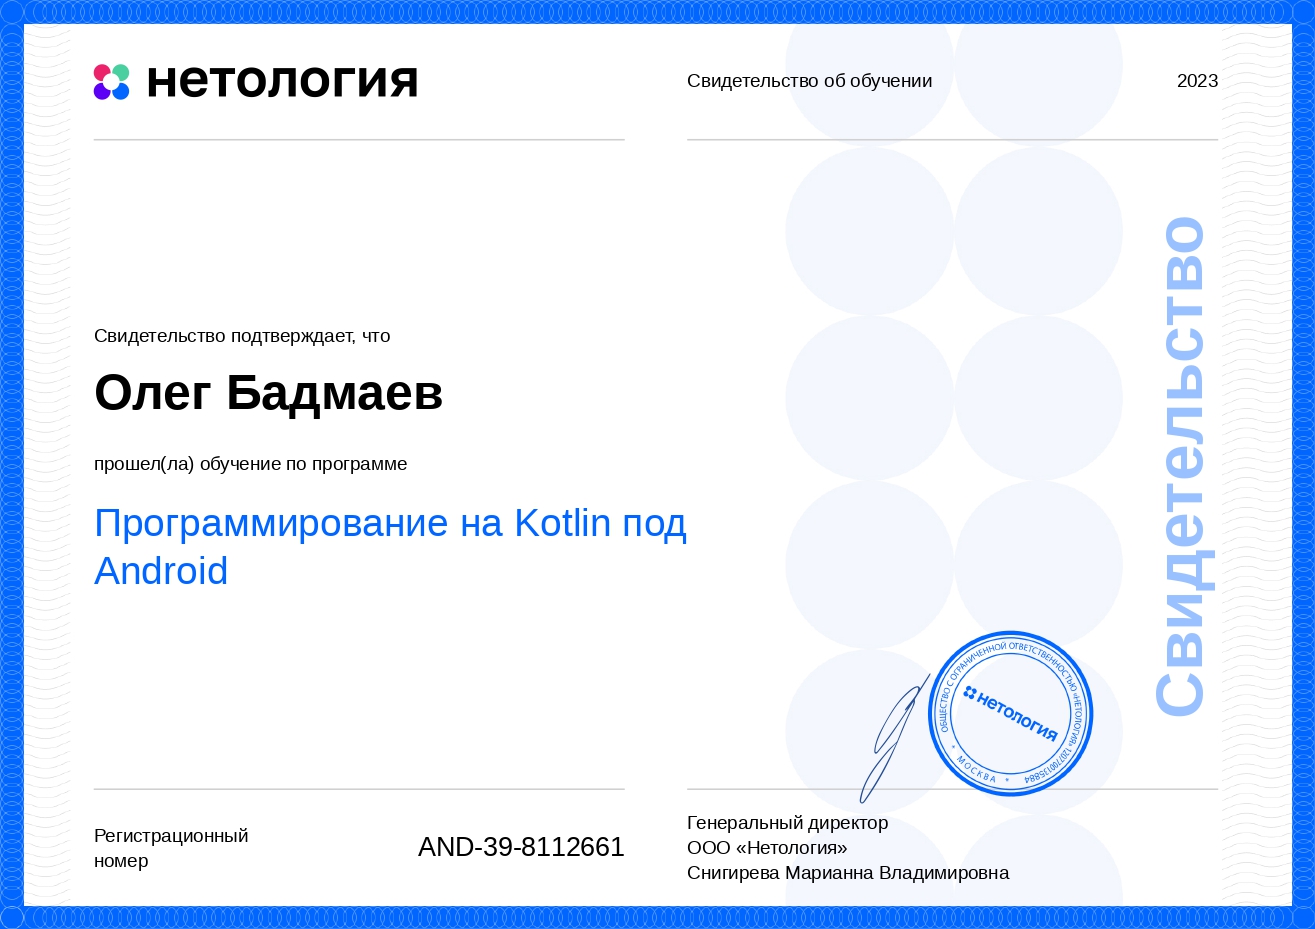 нетология
Свидетельство об обучении
2023
Свидетельство подтверждает, что
Олег Бадмаев
прошел(ла) обучение по программе
Программирование на Kotlin под
Android
Свидетельство
ОБЩЕСТВО С ОГРАНИЧЕННОЙ ОТВЕТСТВЕННОСТЬЮ «НЕТОЛОГИЯ» 1207700135884
* МОСКВА *
нетология
Регистрационный
номер
AND-39-8112661
Генеральный директор
ООО «Нетология»
Снигирева Марианна Владимировна